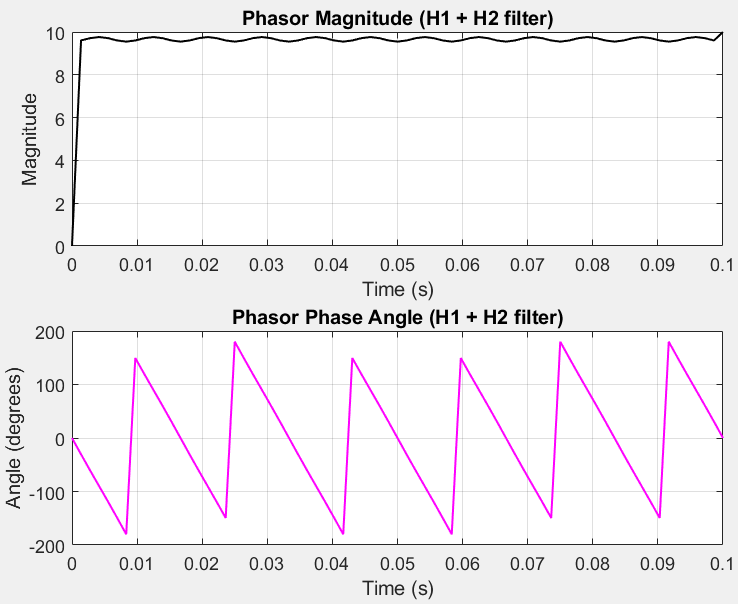 Phasor Magnitude (H1 + H2 filter)
10
8
6
4
2
0
Magnitude
0 0.01 0.02 0.03 0.04 0.05 0.06 0.07 0.08 0.09 0.1
Time (s)
Phasor Phase Angle (H1 + H2 filter)
200
100
0
-100
-200
Angle (degrees)
0 0.01 0.02 0.03 0.04 0.05 0.06 0.07 0.08 0.09 0.1
Time (s)